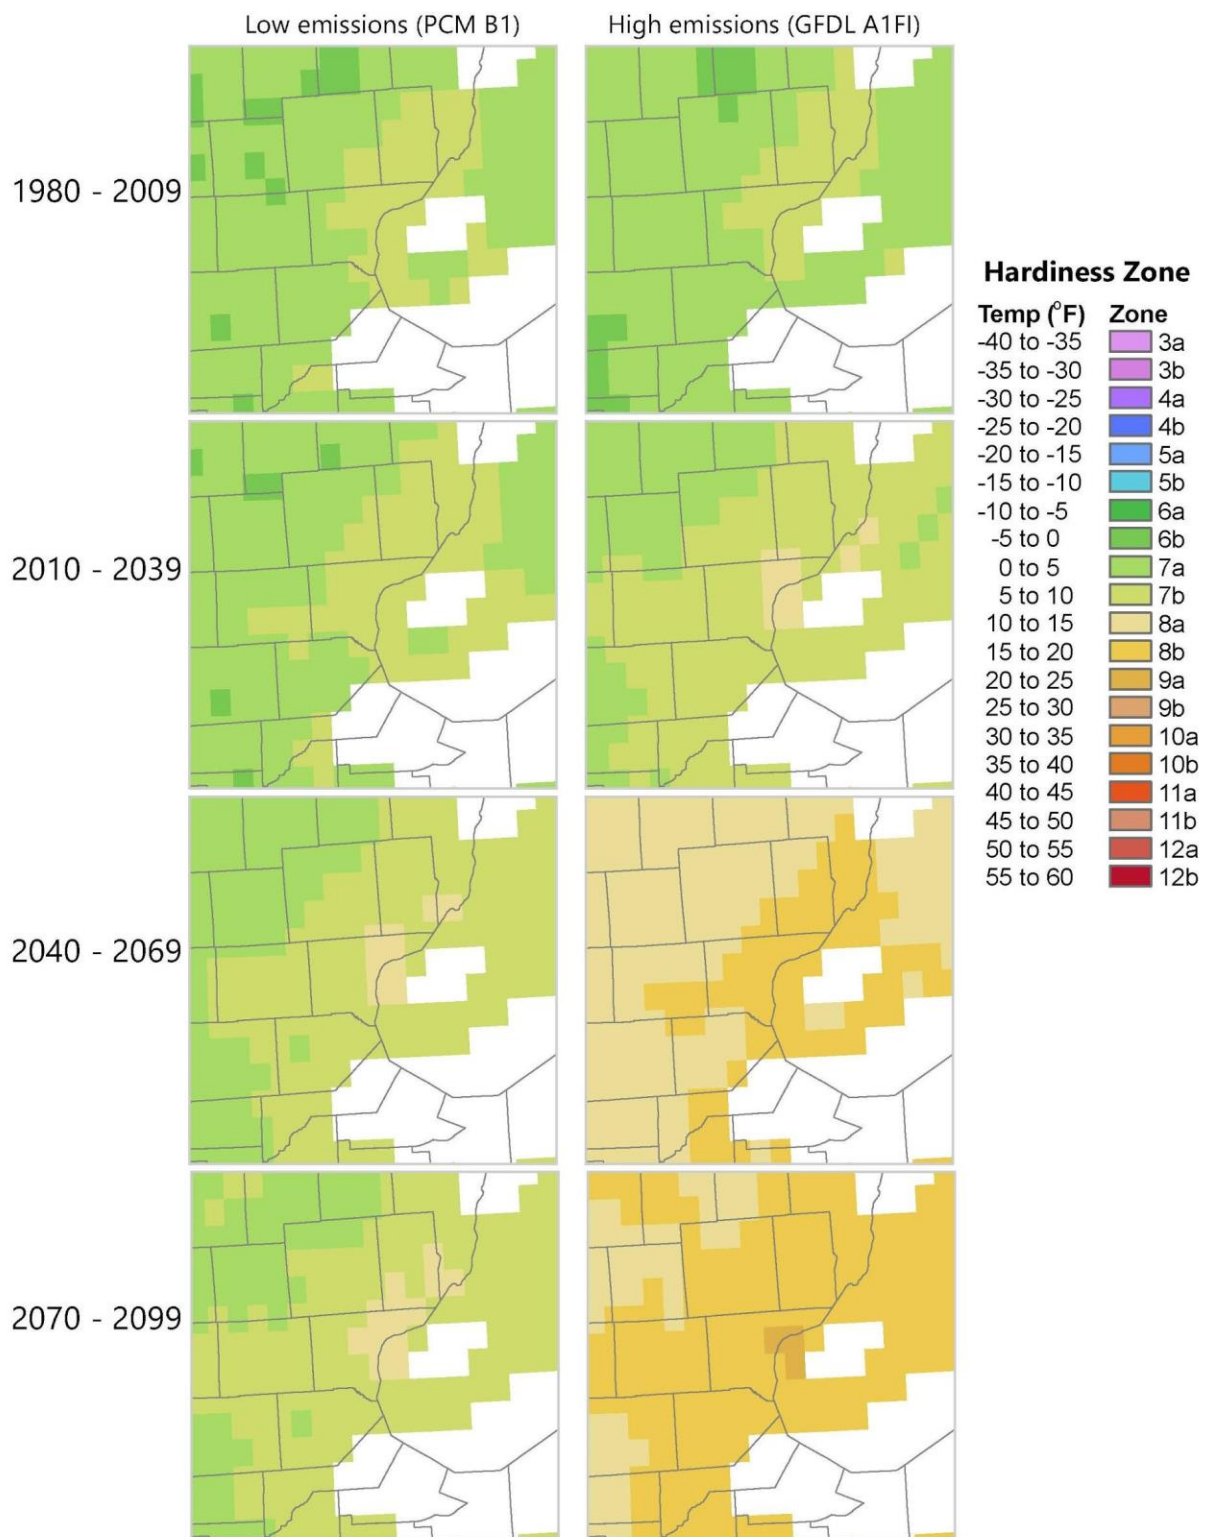 Low emissions (PCM B1) High emissions (GFDL A1FI)
1980 - 2009
2010 - 2039
2040 - 2069
2070 - 2099
Hardiness Zone
Temp (°F) Zone
-40 to -35 3a
-35 to -30 3b
-30 to -25 4a
-25 to -20 4b
-20 to -15 5a
-15 to -10 5b
-10 to -5 6a
-5 to 0 6b
0 to 5 7a
5 to 10 7b
10 to 15 8a
15 to 20 8b
20 to 25 9a
25 to 30 9b
30 to 35 10a
35 to 40 10b
40 to 45 11a
45 to 50 11b
50 to 55 12a
55 to 60 12b